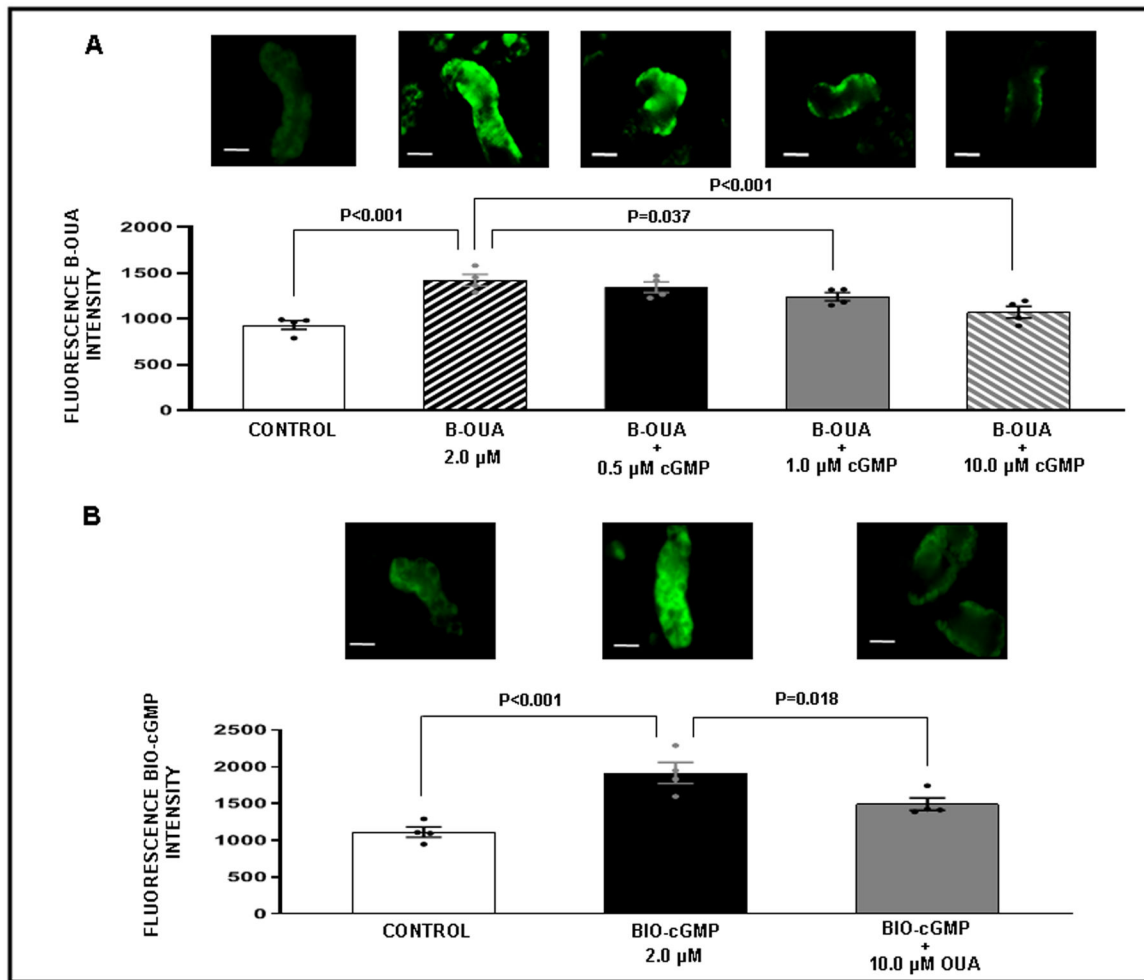 A
P<0.001
P<0.001
P=0.037
FLUORESCENCE B-OUA
INTENSITY
2000
1500
1000
500
0
CONTROL
B-OUA
2.0 µM
B-OUA
+
0.5 µM cGMP
B-OUA
+
1.0 µM cGMP
B-OUA
+
10.0 µM cGMP
B
P<0.001
P=0.018
FLUORESCENCE BIO-cGMP
INTENSITY
2500
2000
1500
1000
500
0
CONTROL
BIO-cGMP
2.0 µM
BIO-cGMP
+
10.0 µM OUA